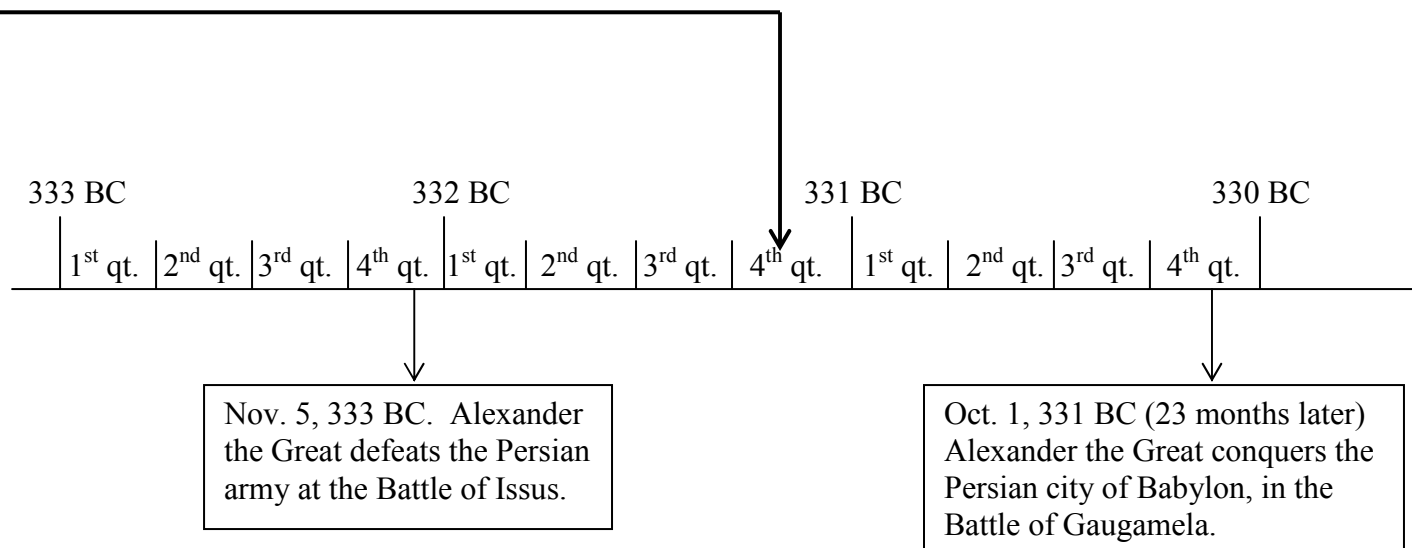 333 BC 332 BC 331 BC 330 BC
1st qt. 2nd qt. 3rd qt. 4th qt. 1st qt. 2nd qt. 3rd qt. 4th qt. 1st qt. 2nd qt. 3rd qt. 4th qt.
Nov. 5, 333 BC. Alexander
the Great defeats the Persian
army at the Battle of Issus.
Oct. 1, 331 BC (23 months later)
Alexander the Great conquers the
Persian city of Babylon, in the
Battle of Gaugamela.